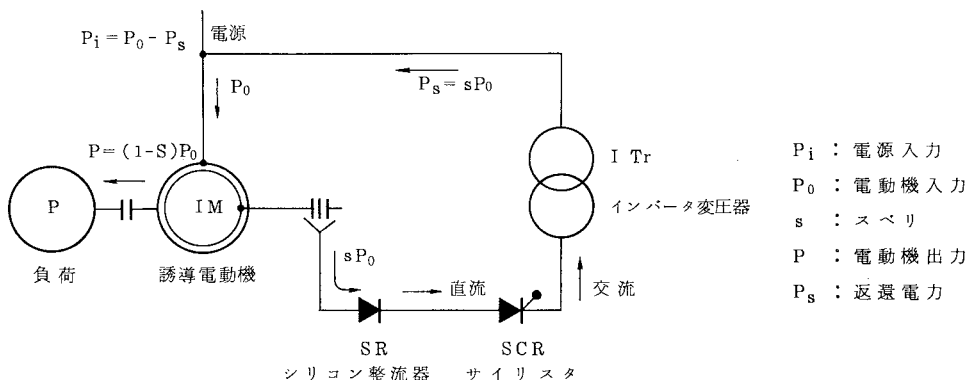 電源
Pi = P0 - Ps
P0
Ps = sP0
P = (1-S)P0
P
IM
負荷
誘導電動機
sP0
直流
SR
シリコン整流器
SCR
サイリスタ
交流
I Tr
インバータ変圧器
Pi : 電源入力
P0 : 電動機入力
s : スベリ
P : 電動機出力
Ps : 返還電力